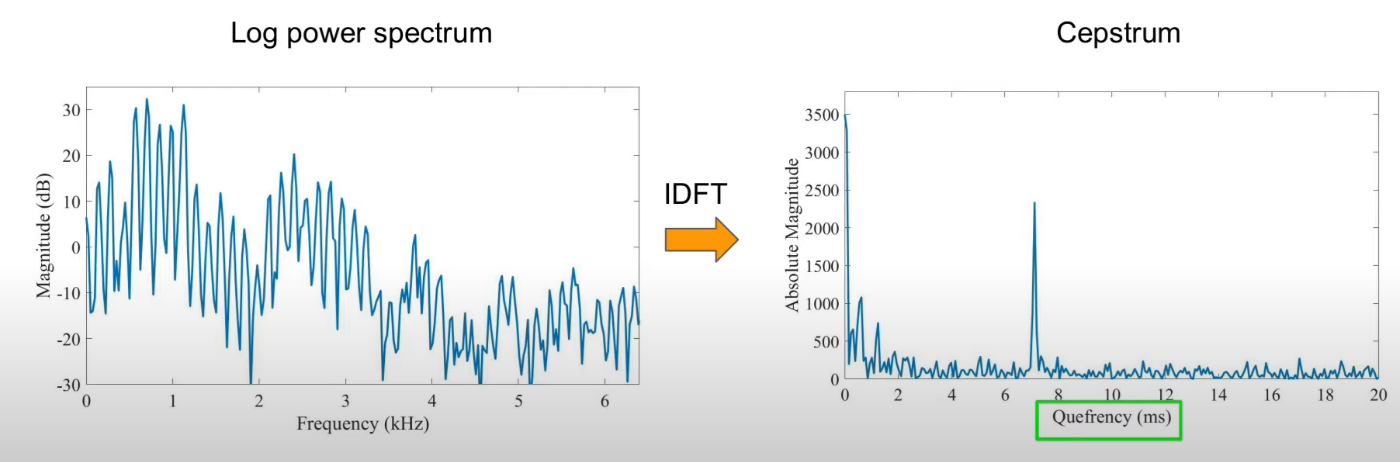 Log power spectrum
Cepstrum
30
20
10
0
-10
-20
-30
0 1 2 3 4 5 6
Magnitude (dB)
Frequency (kHz)
IDFT
3500
3000
2500
2000
1500
1000
500
0
0 2 4 6 8 10 12 14 16 18 20
Absolute Magnitude
Quefrency (ms)